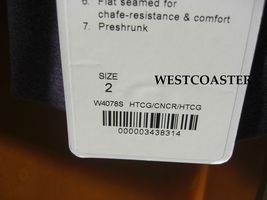 6. Flat seamed for
chafe-resistance & comfort
7. Preshrunk
SIZE
2
WESTCOASTER
W4078S HTCG/CNCR/HTCG
000003438314